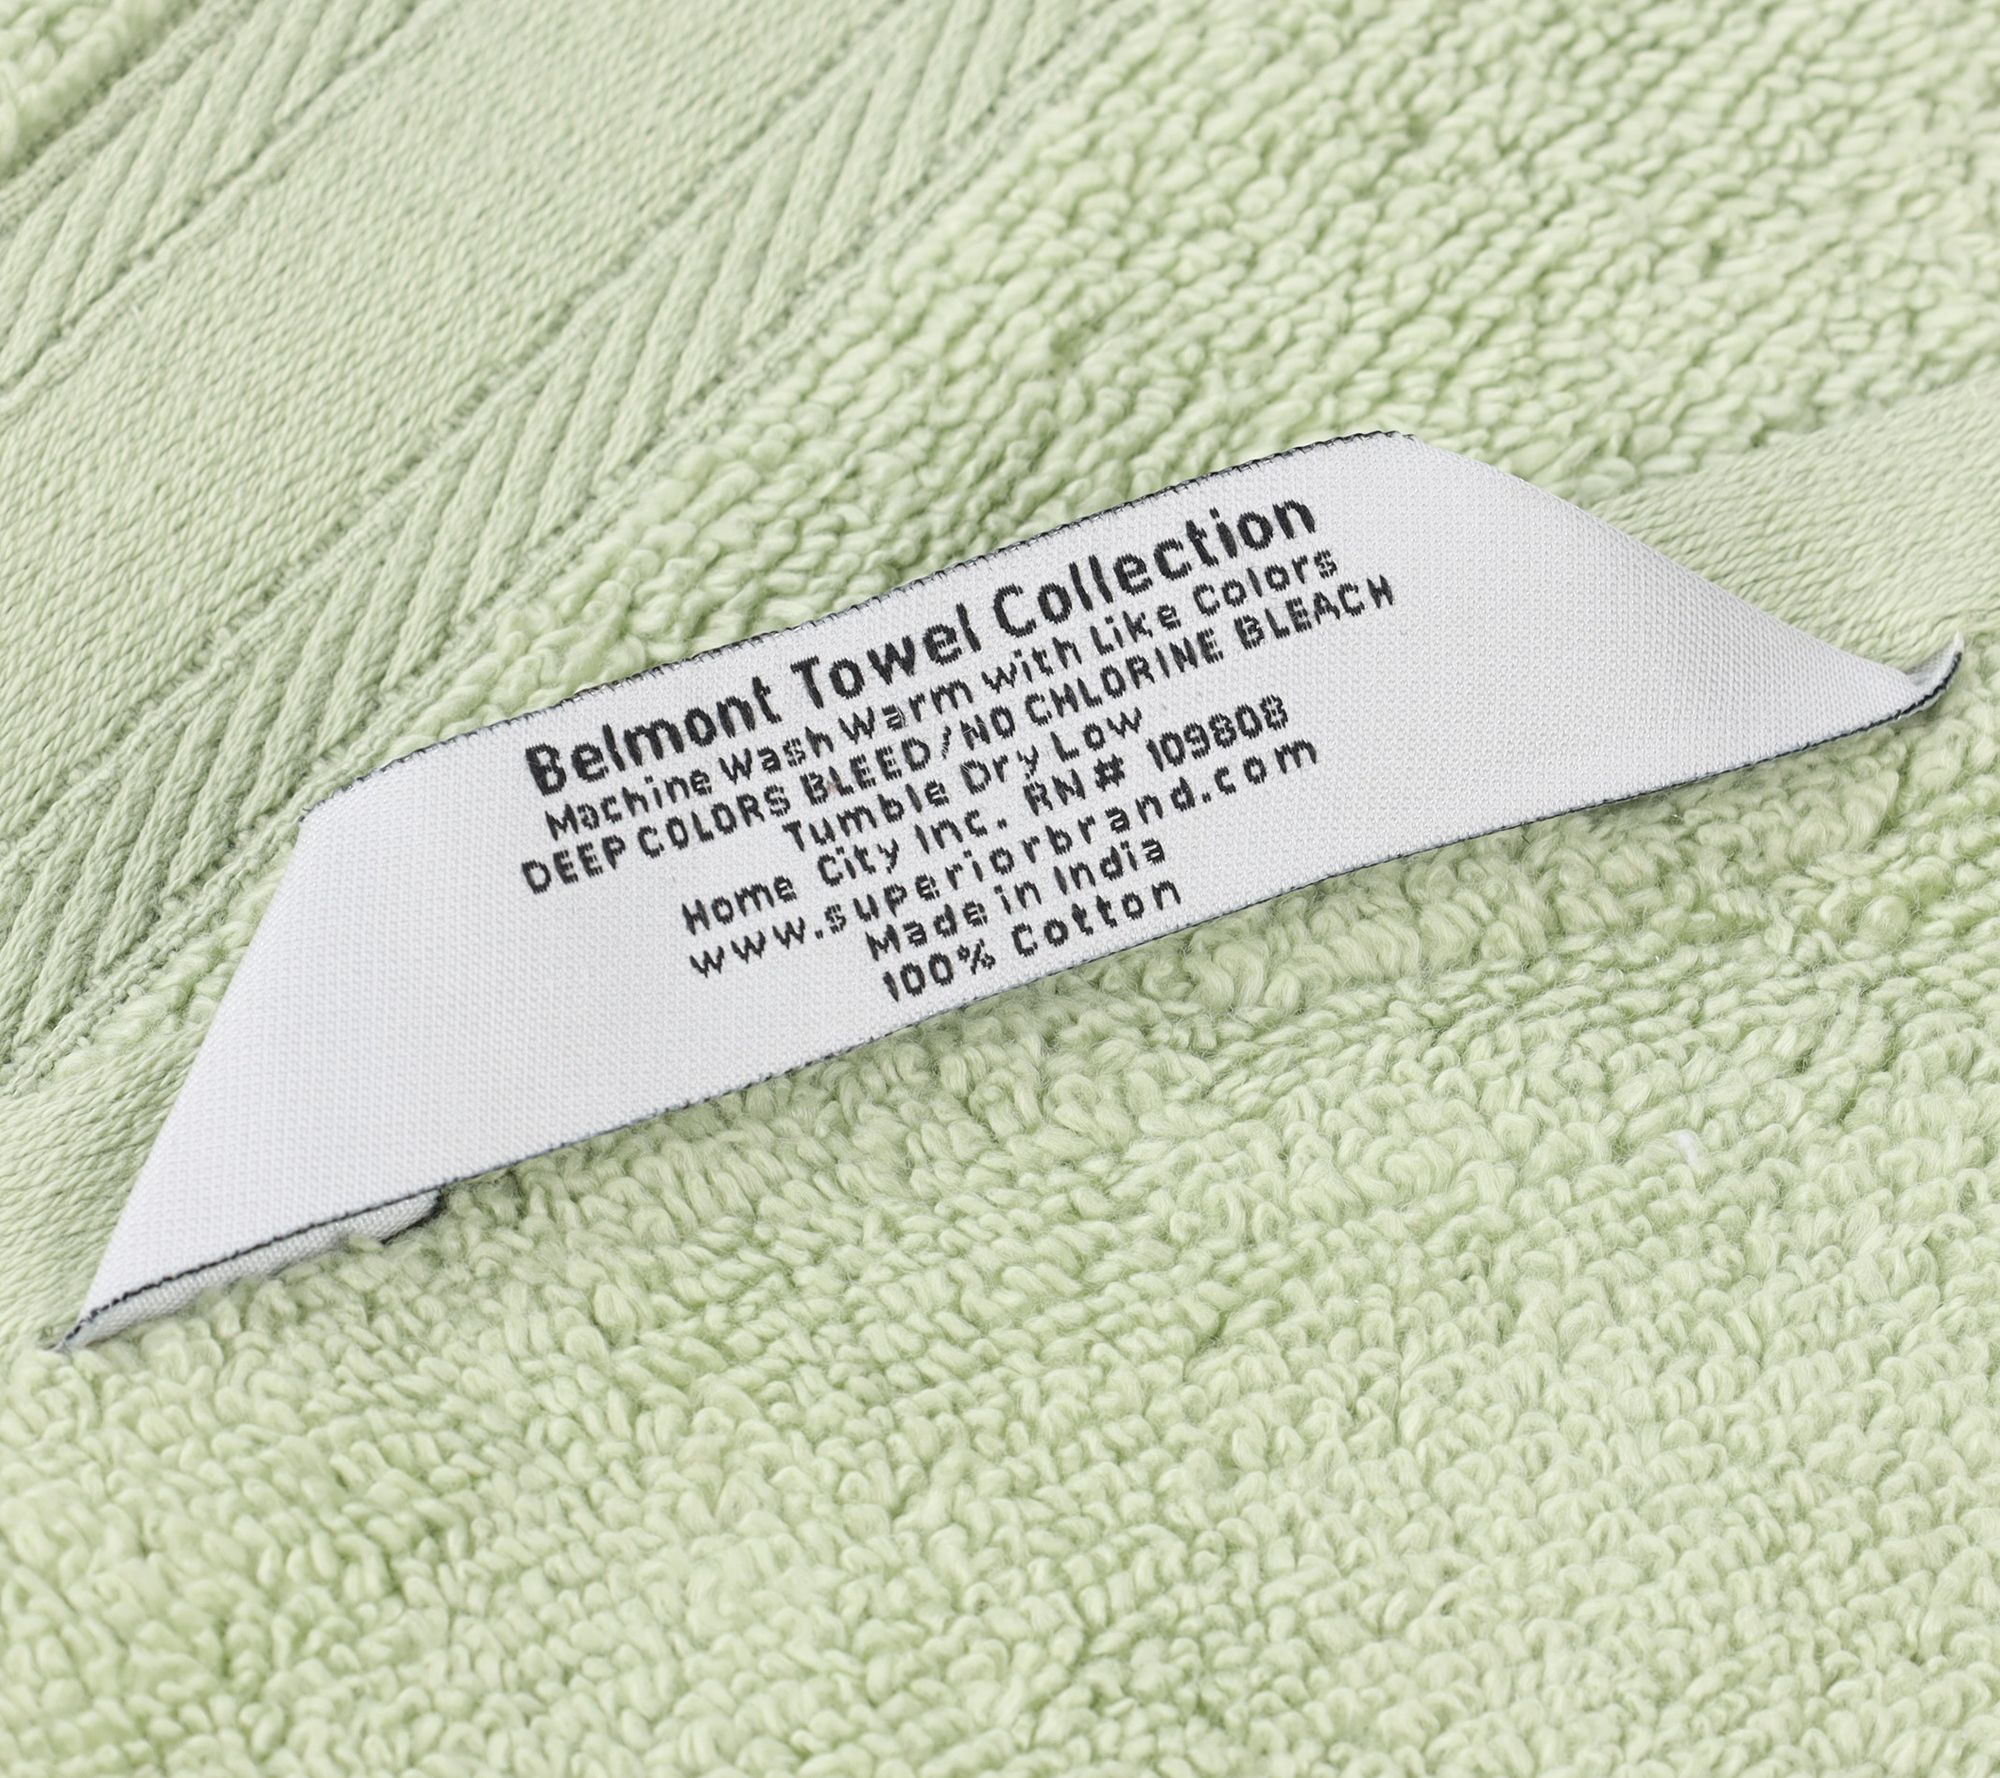 Belmont Towel Collection
Machine Wash Warm with Like Colors
DEEP COLORS BLEED/NO CHLORINE BLEACH
Tumble Dry Low
Home City Inc. RN# 109808
www.superiorbrand.com
Made in India
100% Cotton